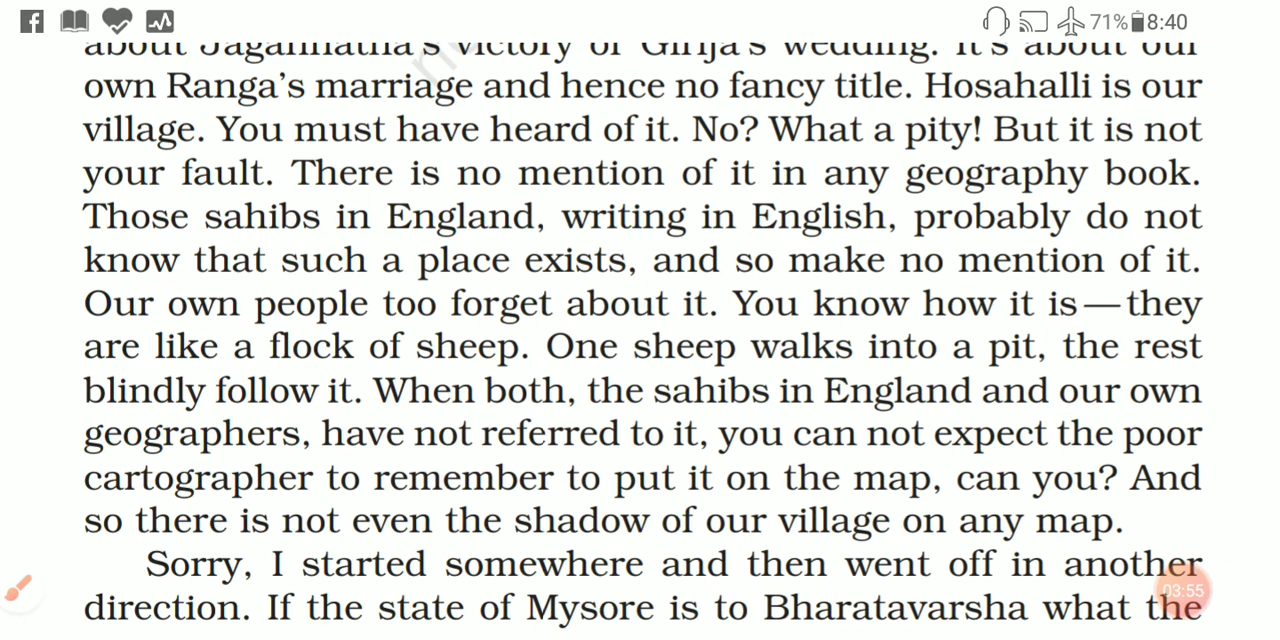 71% 8:40
about Jagannatha's victory or Girija's wedding. It's about our
own Ranga's marriage and hence no fancy title. Hosahalli is our
village. You must have heard of it. No? What a pity! But it is not
your fault. There is no mention of it in any geography book.
Those sahibs in England, writing in English, probably do not
know that such a place exists, and so make no mention of it.
Our own people too forget about it. You know how it is — they
are like a flock of sheep. One sheep walks into a pit, the rest
blindly follow it. When both, the sahibs in England and our own
geographers, have not referred to it, you can not expect the poor
cartographer to remember to put it on the map, can you? And
so there is not even the shadow of our village on any map.
Sorry, I started somewhere and then went off in another
direction. If the state of Mysore is to Bharatavarsha what the
03:55